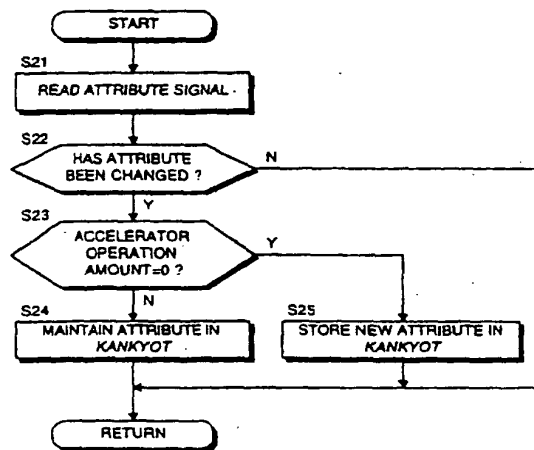 START
S21
READ ATTRIBUTE SIGNAL
S22
HAS ATTRIBUTE
BEEN CHANGED ?
N
Y
S23
ACCELERATOR
OPERATION
AMOUNT=0 ?
Y
N
S24
MAINTAIN ATTRIBUTE IN
KANKYOT
S25
STORE NEW ATTRIBUTE IN
KANKYOT
RETURN